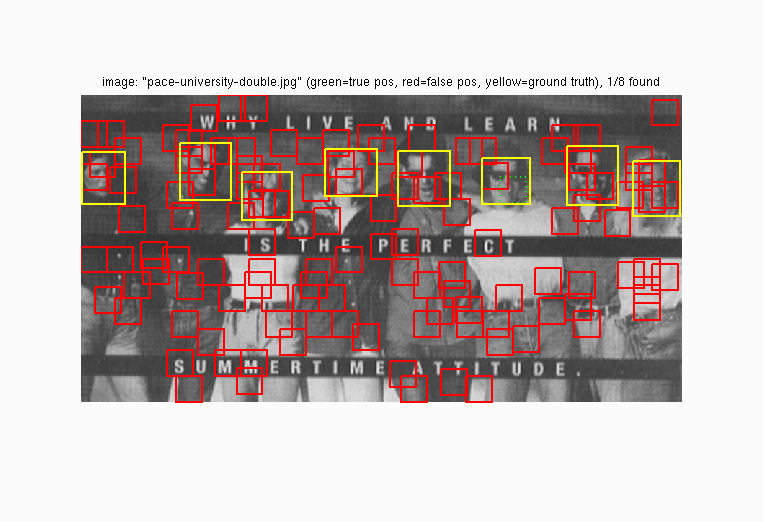 image: "pace-university-double.jpg" (green=true pos, red=false pos, yellow=ground truth), 1/8 found
WHY LIVE AND LEARN
IS THE PERFECT
SUMMERTIME ATTITUDE.